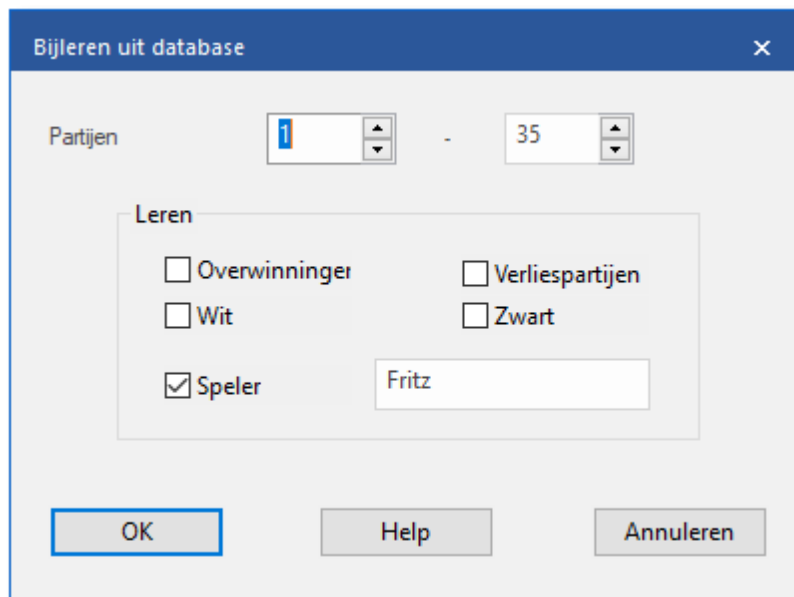 Bijleren uit database
Partijen 1 - 35
Leren
Overwinninger Verliespartijen
Wit Zwart
Speler Fritz
OK Help Annuleren